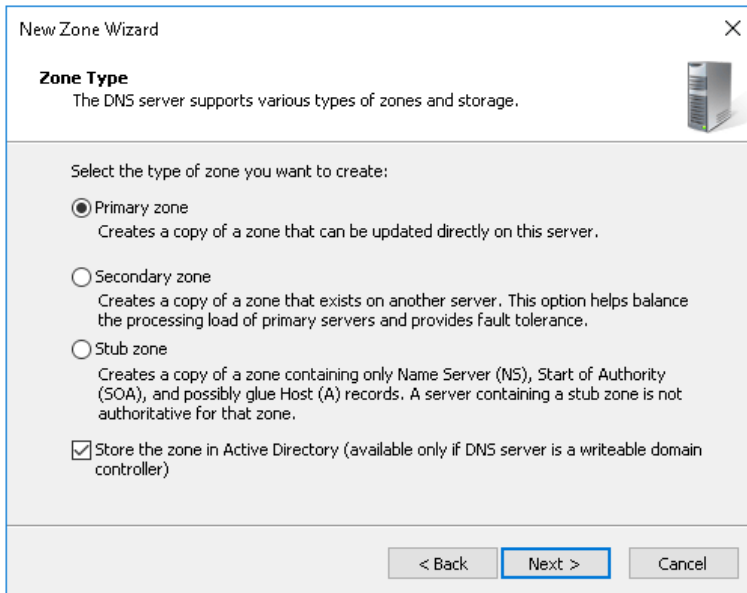 New Zone Wizard
Zone Type
The DNS server supports various types of zones and storage.
Select the type of zone you want to create:
Primary zone
Creates a copy of a zone that can be updated directly on this server.
Secondary zone
Creates a copy of a zone that exists on another server. This option helps balance
the processing load of primary servers and provides fault tolerance.
Stub zone
Creates a copy of a zone containing only Name Server (NS), Start of Authority
(SOA), and possibly glue Host (A) records. A server containing a stub zone is not
authoritative for that zone.
Store the zone in Active Directory (available only if DNS server is a writeable domain
controller)
< Back Next > Cancel